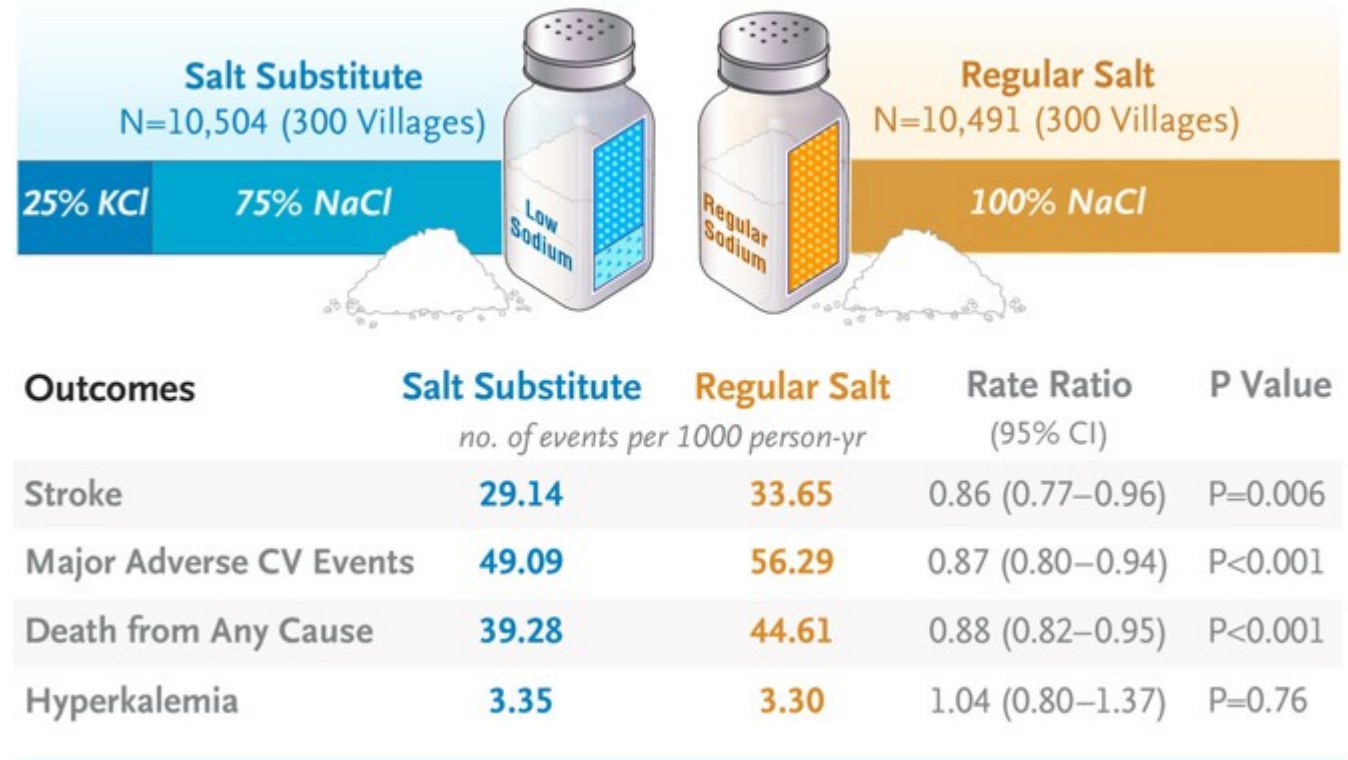 Salt Substitute
N=10,504 (300 Villages)
25% KCl
75% NaCl
Low
Sodium
Regular
Sodium
Regular Salt
N=10,491 (300 Villages)
100% NaCl
Outcomes Salt Substitute Regular Salt Rate Ratio P Value
no. of events per 1000 person-yr (95% CI)
Stroke 29.14 33.65 0.86 (0.77–0.96) P=0.006
Major Adverse CV Events 49.09 56.29 0.87 (0.80–0.94) P<0.001
Death from Any Cause 39.28 44.61 0.88 (0.82–0.95) P<0.001
Hyperkalemia 3.35 3.30 1.04 (0.80–1.37) P=0.76